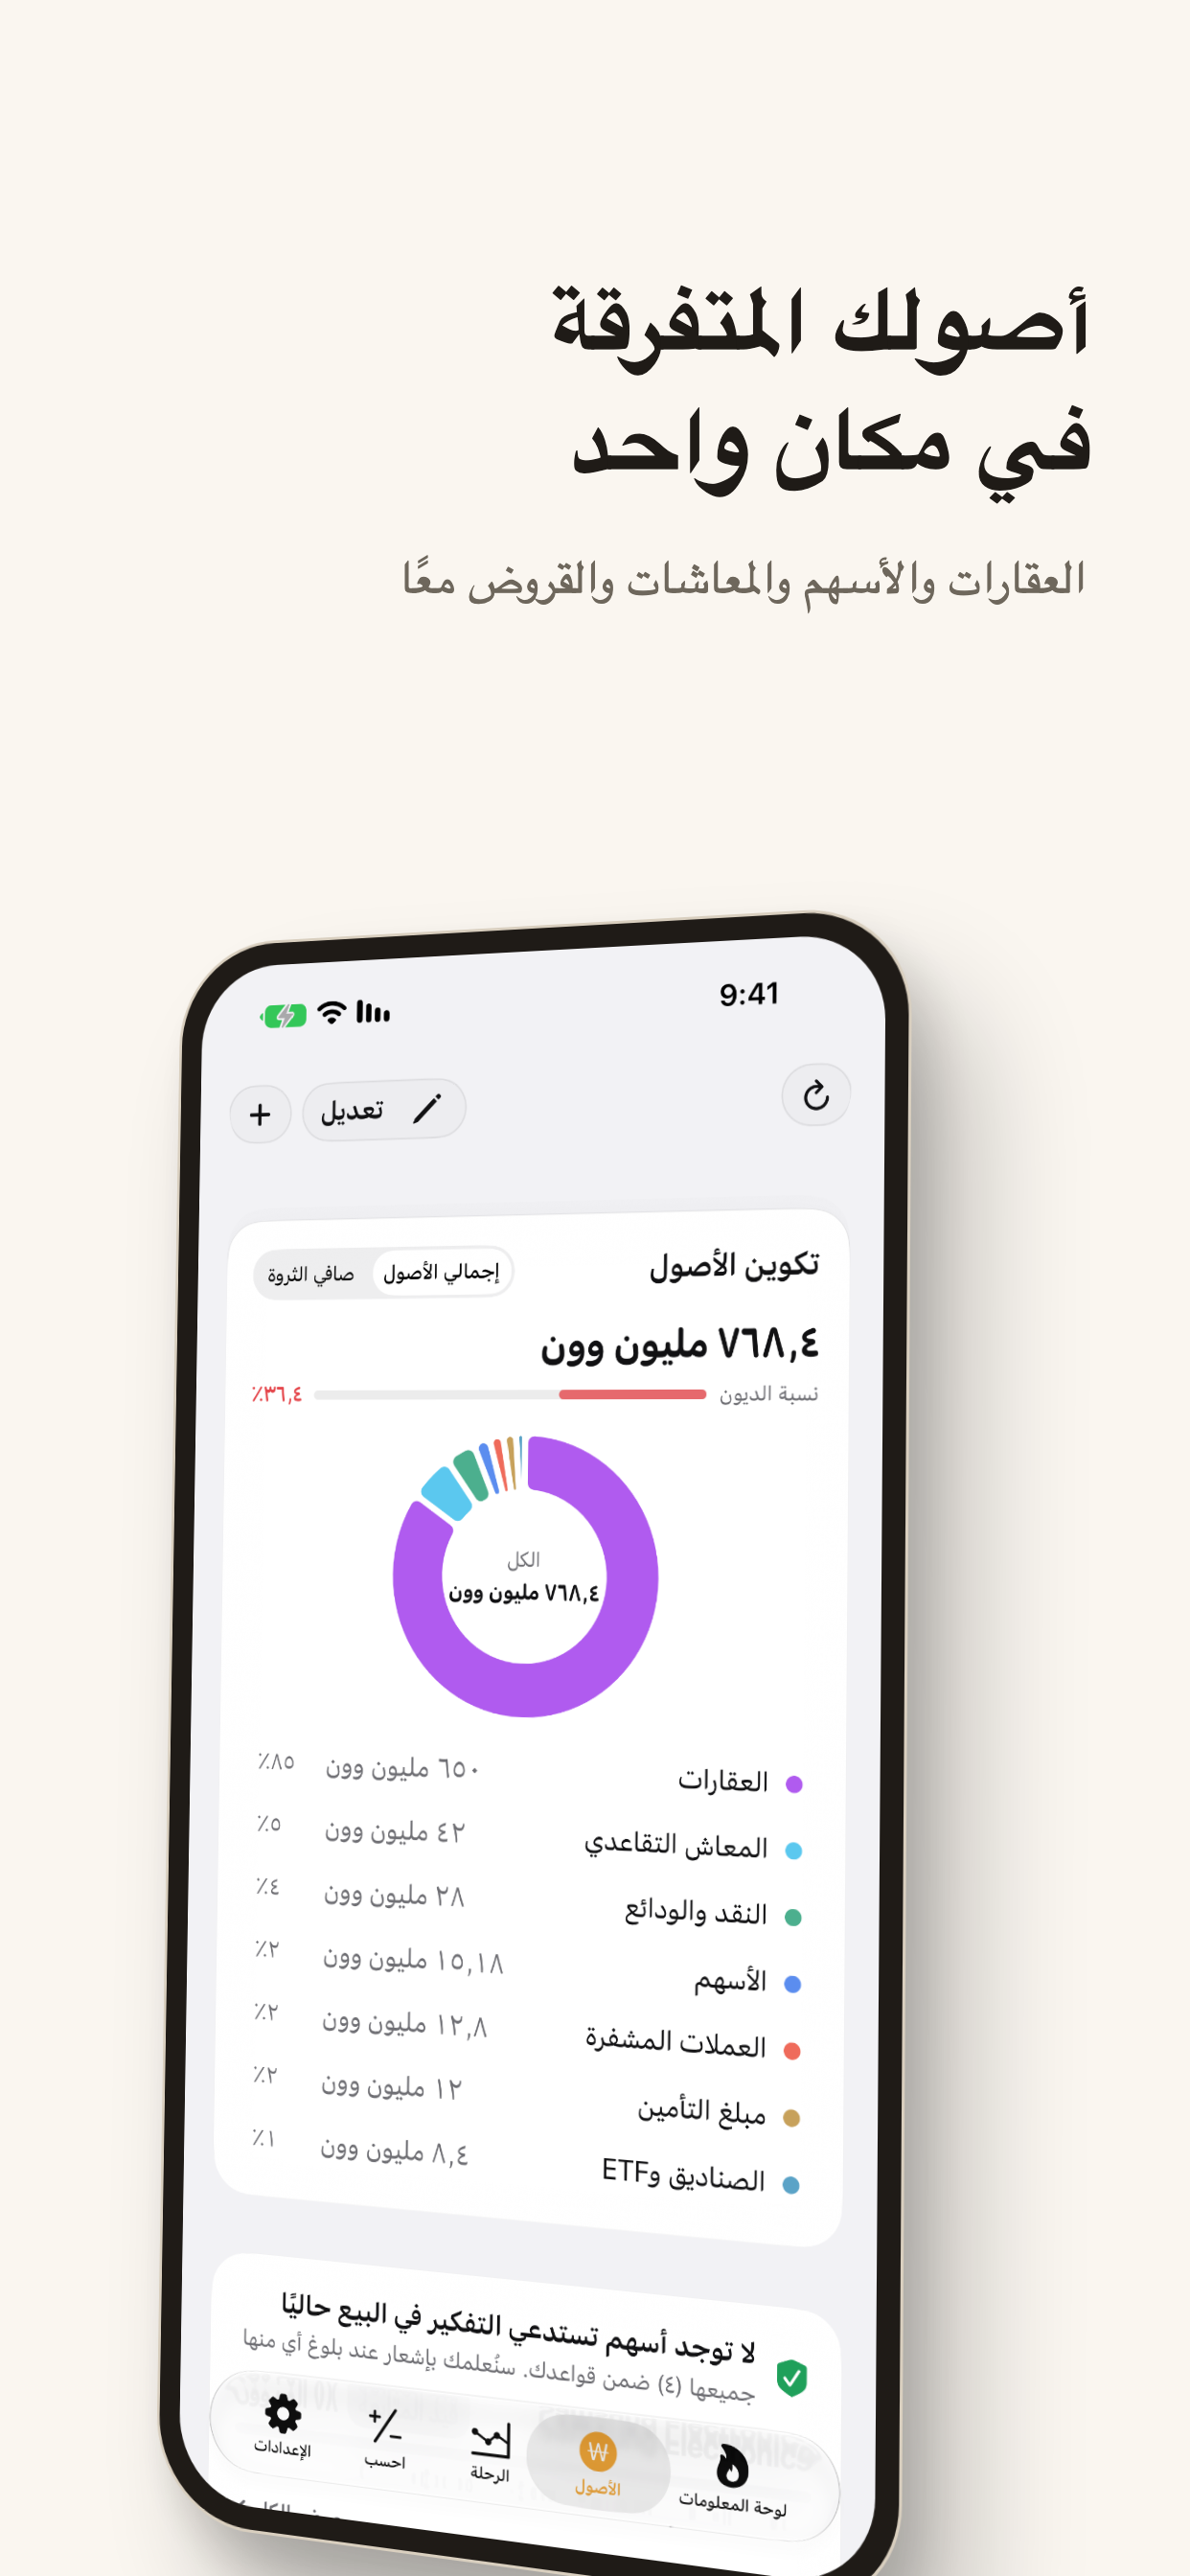 أصولك المتفرقة
في مكان واحد
العقارات والأسهم والمعاشات والقروض معًا
9:41
تعديل
تكوين الأصول
إجمالي الأصول
صافي الثروة
٧٦٨,٤ مليون وون
نسبة الديون
٣٦,٤٪
الكل
٧٦٨,٤ مليون وون
العقارات ٦٥٠ مليون وون ٨٥٪
المعاش التقاعدي ٤٢ مليون وون ٥٪
النقد والودائع ٢٨ مليون وون ٤٪
الأسهم ١٥,١٨ مليون وون ٢٪
العملات المشفرة ١٢,٨ مليون وون ٢٪
مبلغ التأمين ١٢ مليون وون ٢٪
الصناديق وETF ٨,٤ مليون وون ١٪
لا توجد أسهم تستدعي التفكير في البيع حاليًا
جميعها (٤) ضمن قواعدك. سنُعلمك بإشعار عند بلوغ أي منها
لوحة المعلومات
الأصول
الرحلة
احسب
الإعدادات